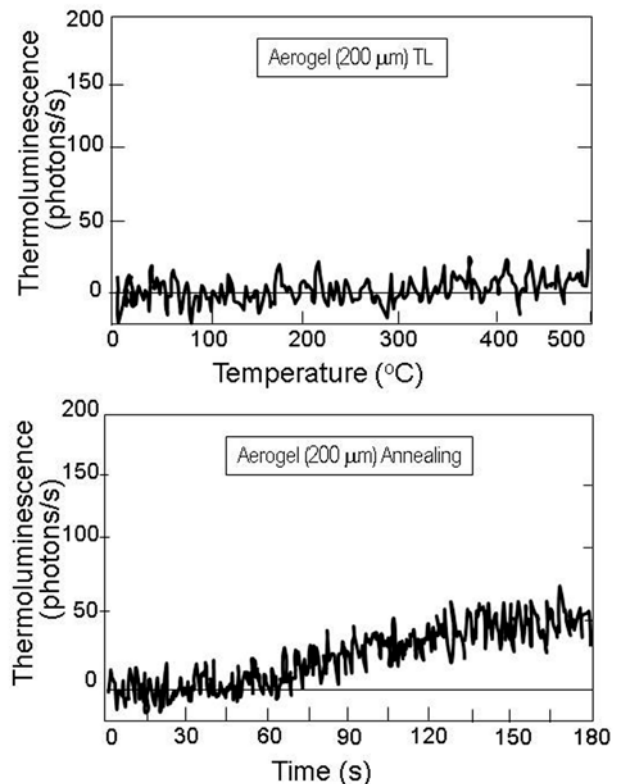 200
150
100
50
0
Thermoluminescence
(photons/s)
Aerogel (200 μm) TL
0 100 200 300 400 500
Temperature (°C)
200
150
100
50
0
Thermoluminescence
(photons/s)
Aerogel (200 μm) Annealing
0 30 60 90 120 150 180
Time (s)